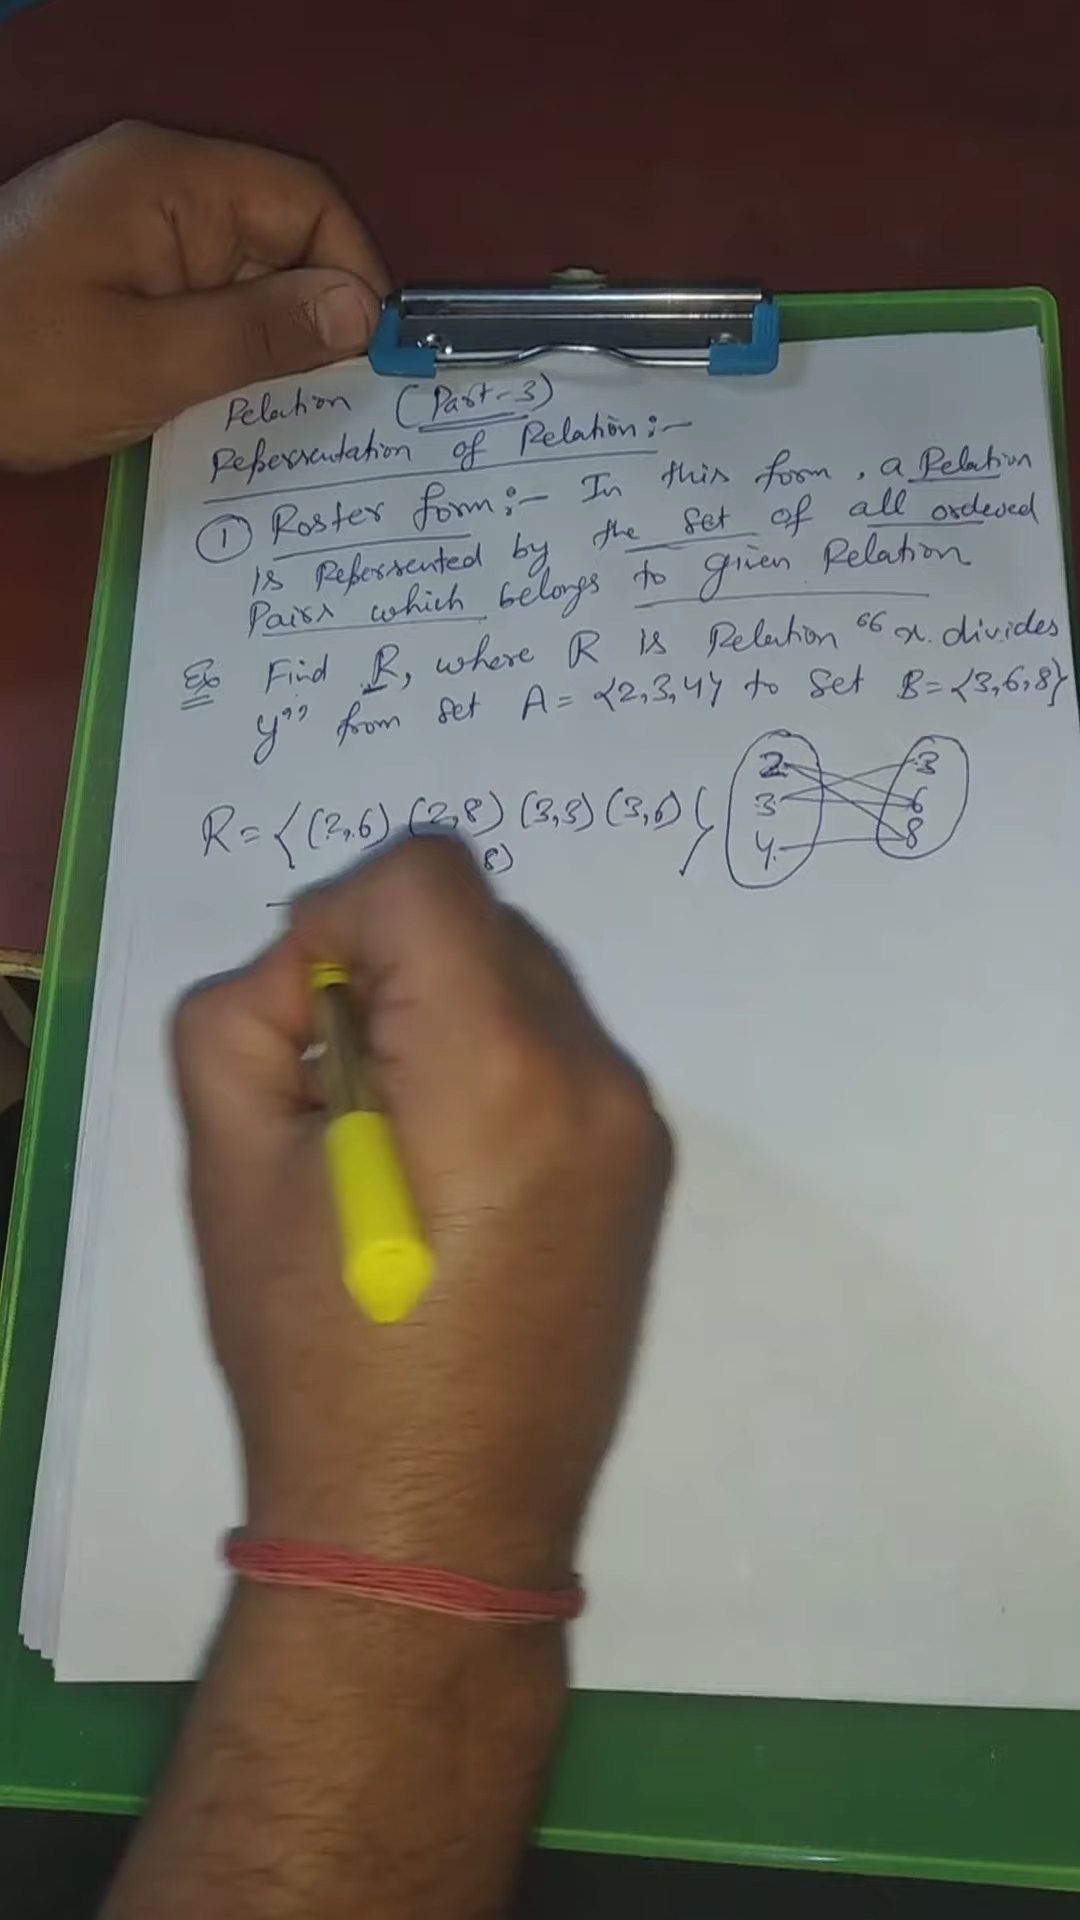 Relation (Part-3)
Representation of Relation:-
① Roster form:- In this form, a Relation
is Represented by the set of all ordered
Pairs which belongs to given Relation
Ex Find R, where R is Relation "x divides
y" from set A = {2,3,4} to set B = {3,6,8}
R = {(2,6) (2,8) (3,3) (3,6)
8)}
2 3
3 6
4 8